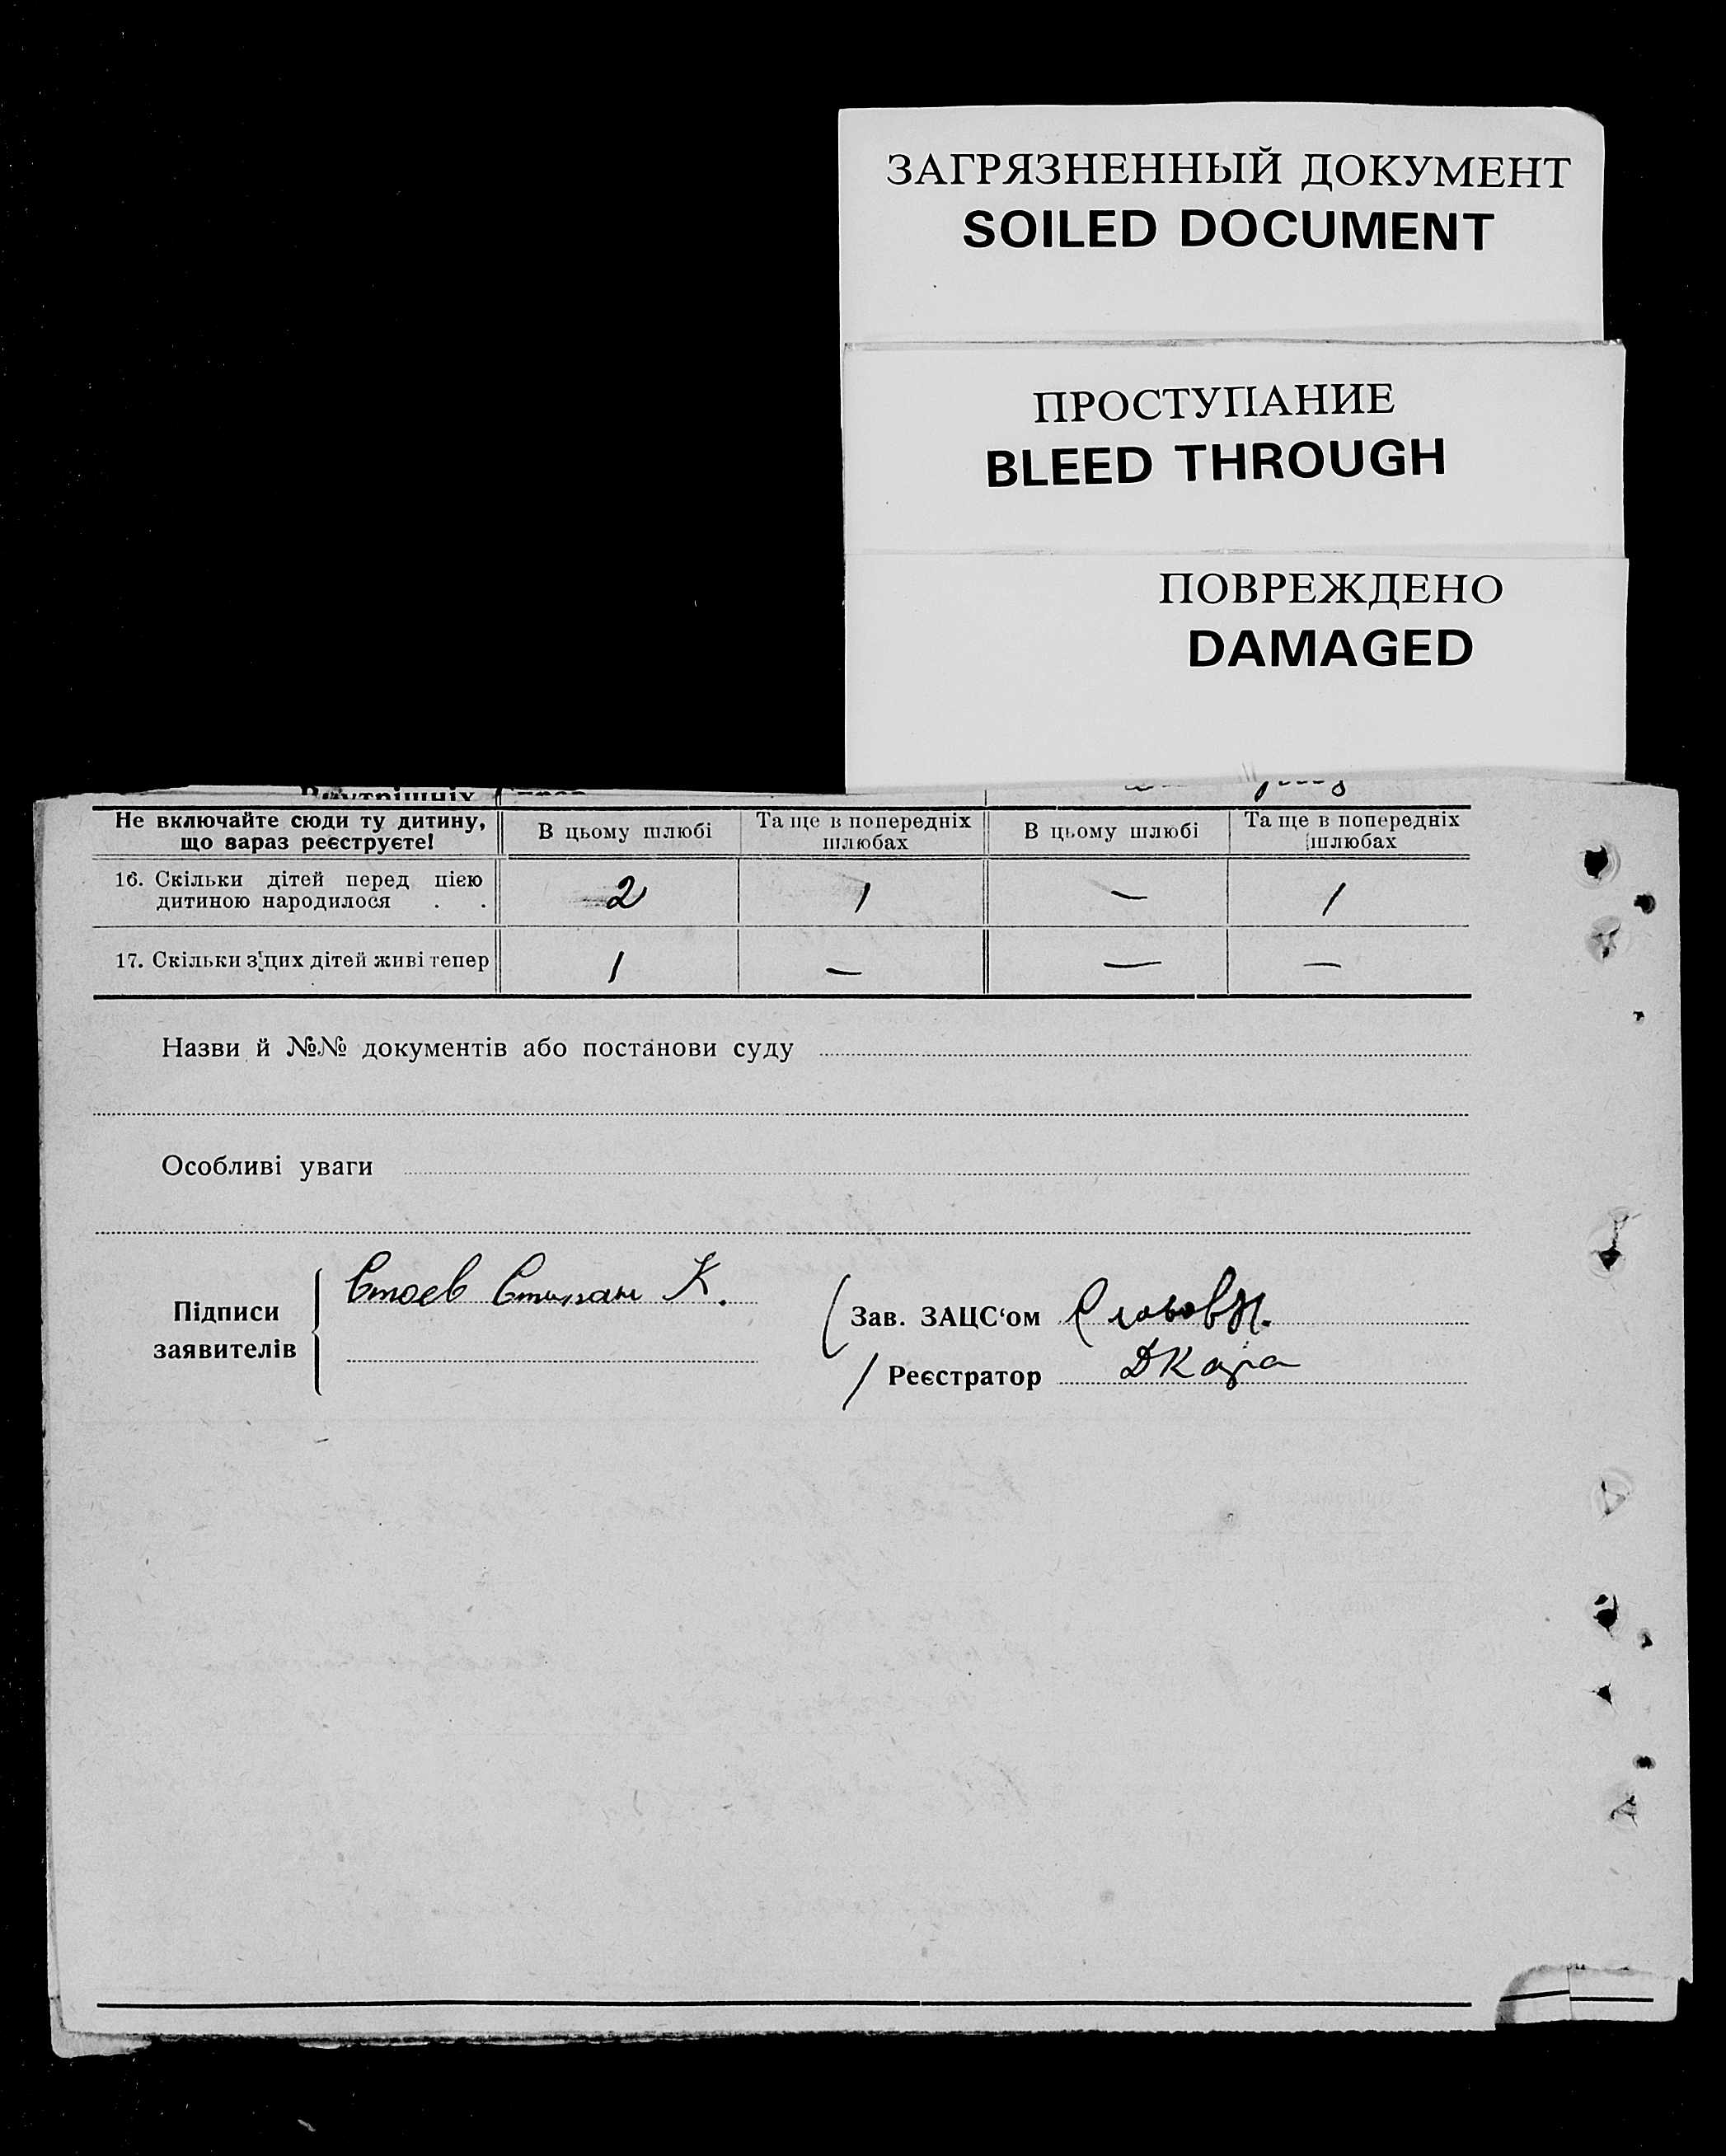 ЗАГРЯЗНЕННЫЙ ДОКУМЕНТ
SOILED DOCUMENT
ПРОСТУПАНИЕ
BLEED THROUGH
ПОВРЕЖДЕНО
DAMAGED
Внутрішніх
Не включайте сюди ту дитину, що зараз реєструєте!
В цьому шлюбі
Та ще в попередніх шлюбах
В цьому шлюбі
Та ще в попередніх шлюбах
16. Скільки дітей перед цією дитиною народилося . . 2 1 — 1
17. Скільки з цих дітей живі тепер 1 — — —
Назви й №№ документів або постанови суду
Особливі уваги
Підписи заявителів
Стоев Степан К.
Зав. ЗАЦС‘ом
Реєстратор ДКара